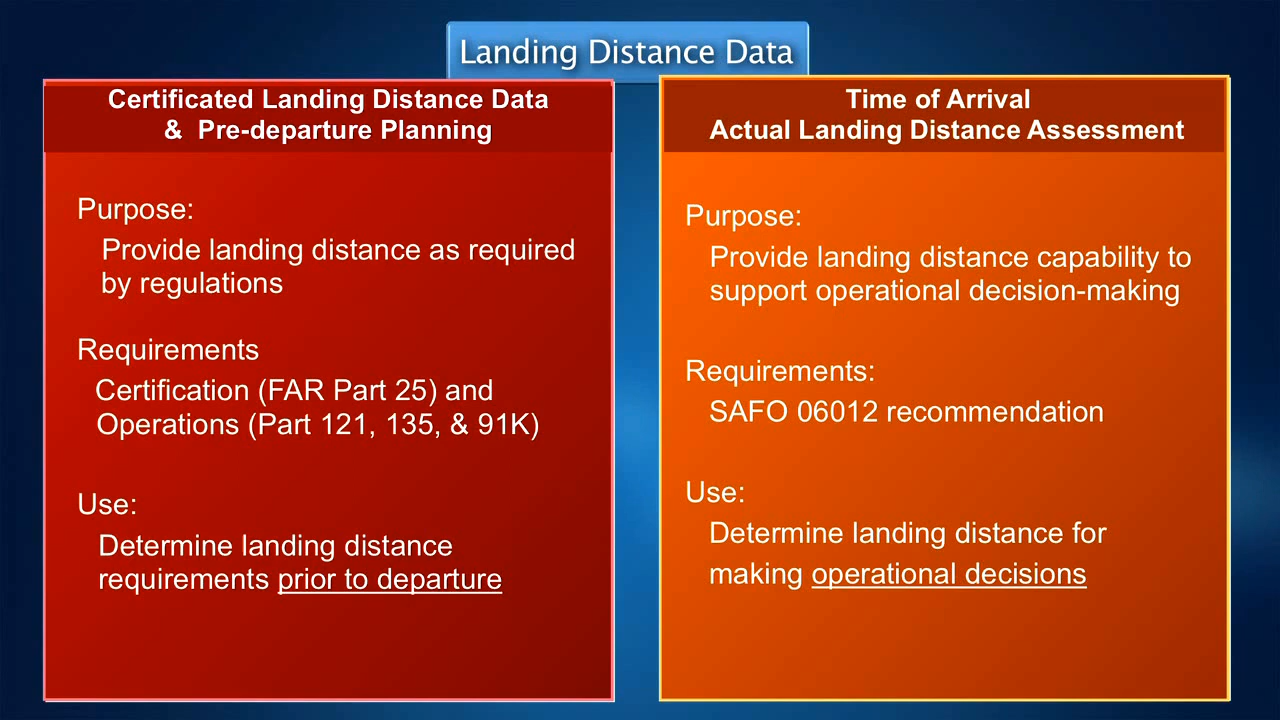 Landing Distance Data
Certificated Landing Distance Data
& Pre-departure Planning
Purpose:
Provide landing distance as required
by regulations
Requirements
Certification (FAR Part 25) and
Operations (Part 121, 135, & 91K)
Use:
Determine landing distance
requirements prior to departure
Time of Arrival
Actual Landing Distance Assessment
Purpose:
Provide landing distance capability to
support operational decision-making
Requirements:
SAFO 06012 recommendation
Use:
Determine landing distance for
making operational decisions